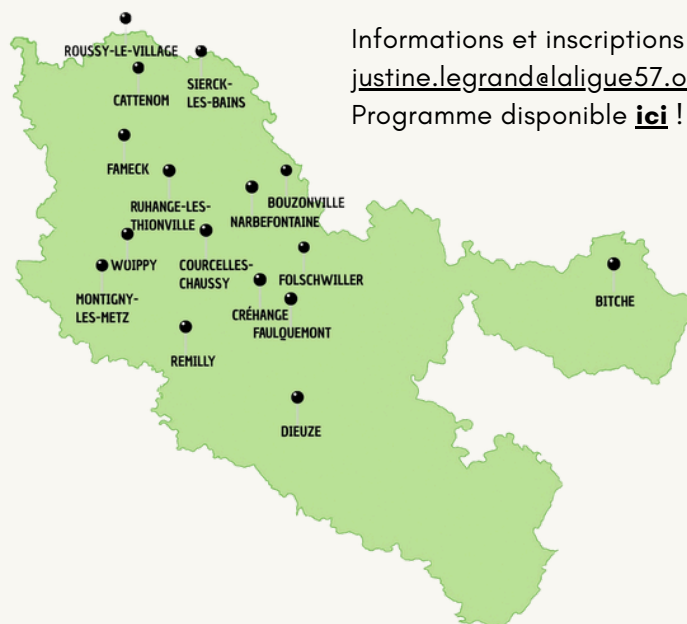 Informations et inscriptions
justine.legrand@laligue57.o
Programme disponible ici !
ROUSSY-LE-VILLAGE
CATTENOM
SIERCK-
LES-BAINS
FAMECK
RUHANGE-LES-
THIONVILLE
BOUZONVILLE
NARBEFONTAINE
WOIPPY
COURCELLES-
CHAUSSY
FOLSCHWILLER
MONTIGNY-
LES-METZ
CRÉHANGE
FAULQUEMONT
REMILLY
BITCHE
DIEUZE